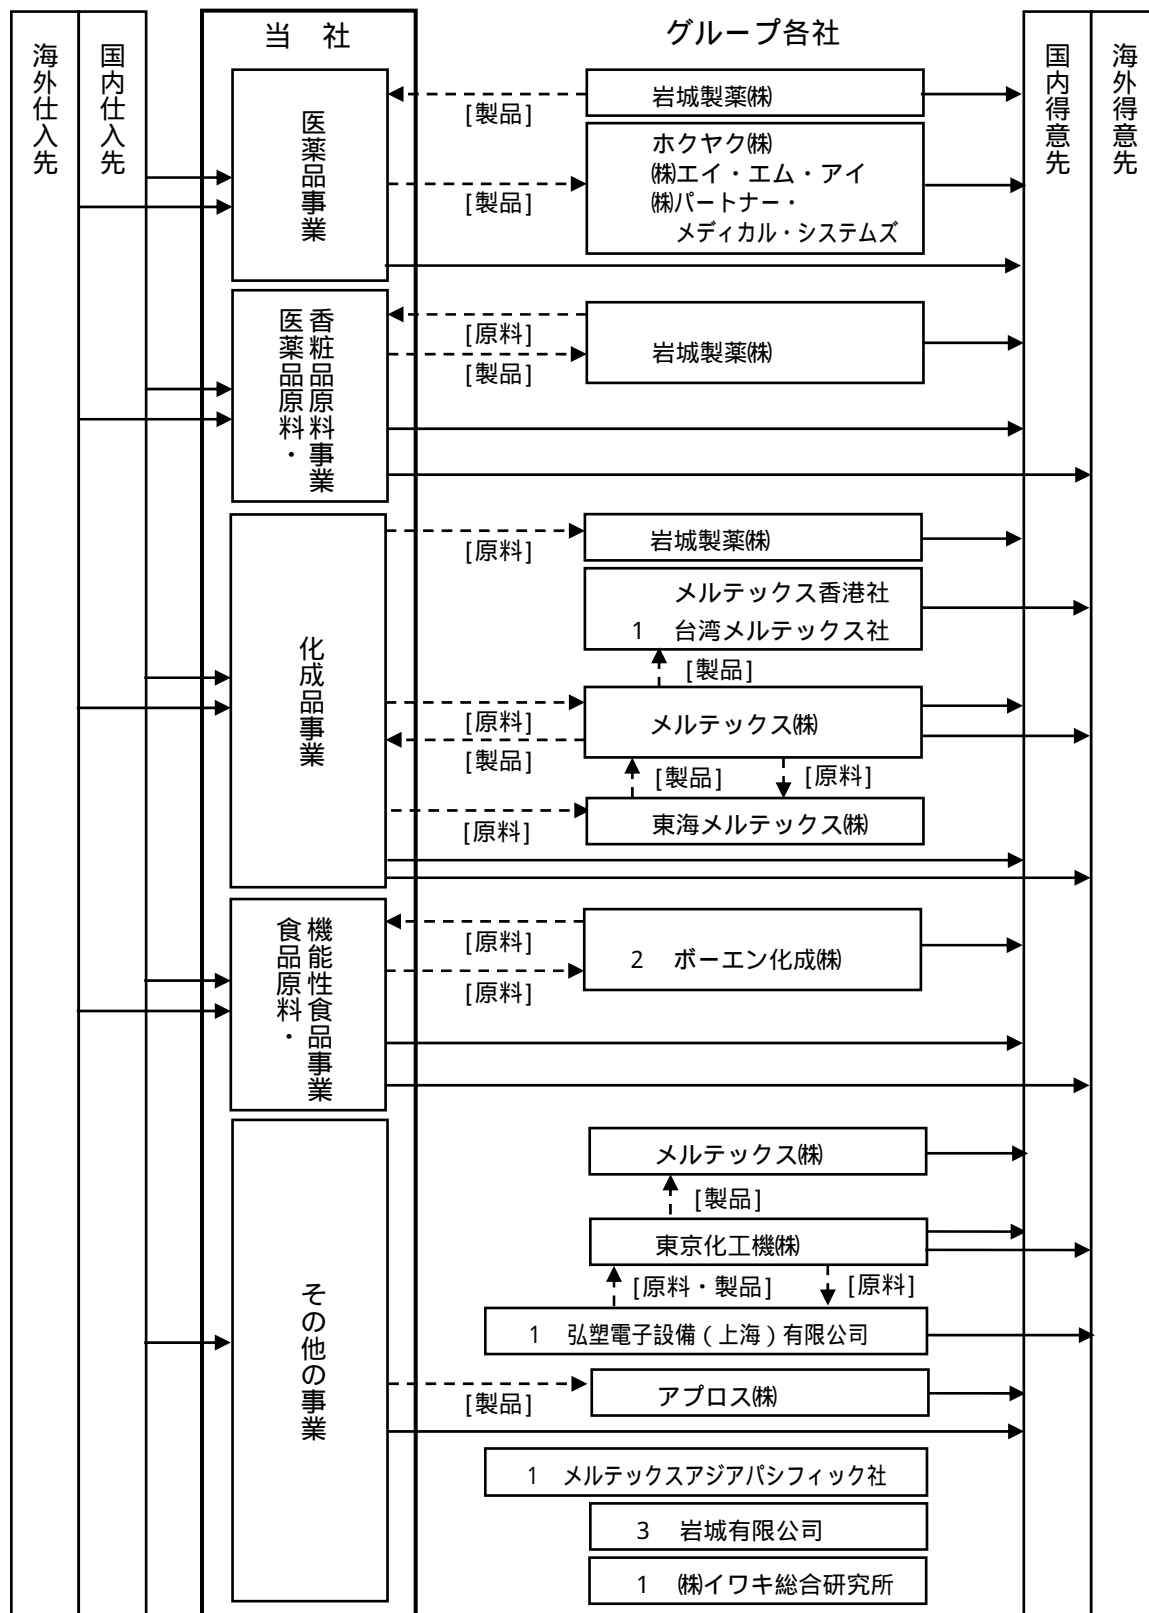 海外仕入先
国内仕入先
当　社
グループ各社
国内得意先
海外得意先
医薬品事業
[製品]
岩城製薬㈱
[製品]
ホクヤク㈱
㈱エイ・エム・アイ
㈱パートナー・
メディカル・システムズ
医薬品原料・
香粧品原料事業
[原料]
[製品]
岩城製薬㈱
化成品事業
[原料]
岩城製薬㈱
メルテックス香港社
1　台湾メルテックス社
[製品]
[原料]
[製品]
メルテックス㈱
[製品]
[原料]
[原料]
東海メルテックス㈱
食品原料・
機能性食品事業
[原料]
[原料]
2　ボーエン化成㈱
その他の事業
メルテックス㈱
[製品]
東京化工機㈱
[原料・製品]
[原料]
1　弘塑電子設備（上海）有限公司
[製品]
アプロス㈱
1　メルテックスアジアパシフィック社
3　岩城有限公司
1　㈱イワキ総合研究所